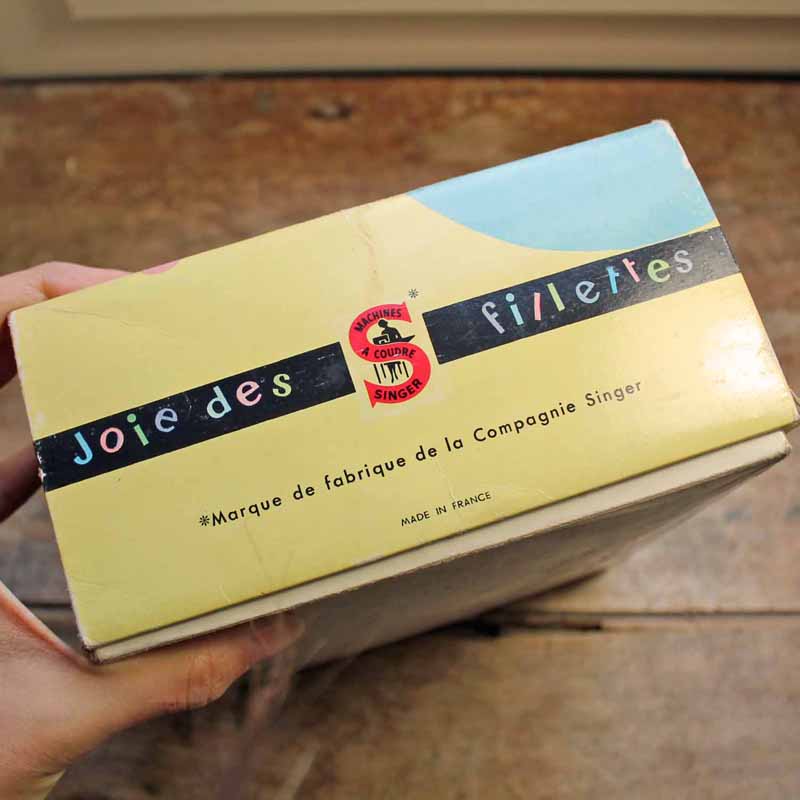 Joie des fillettes
*
MACHINES
A COUDRE
SINGER
*Marque de fabrique de la Compagnie Singer
MADE IN FRANCE